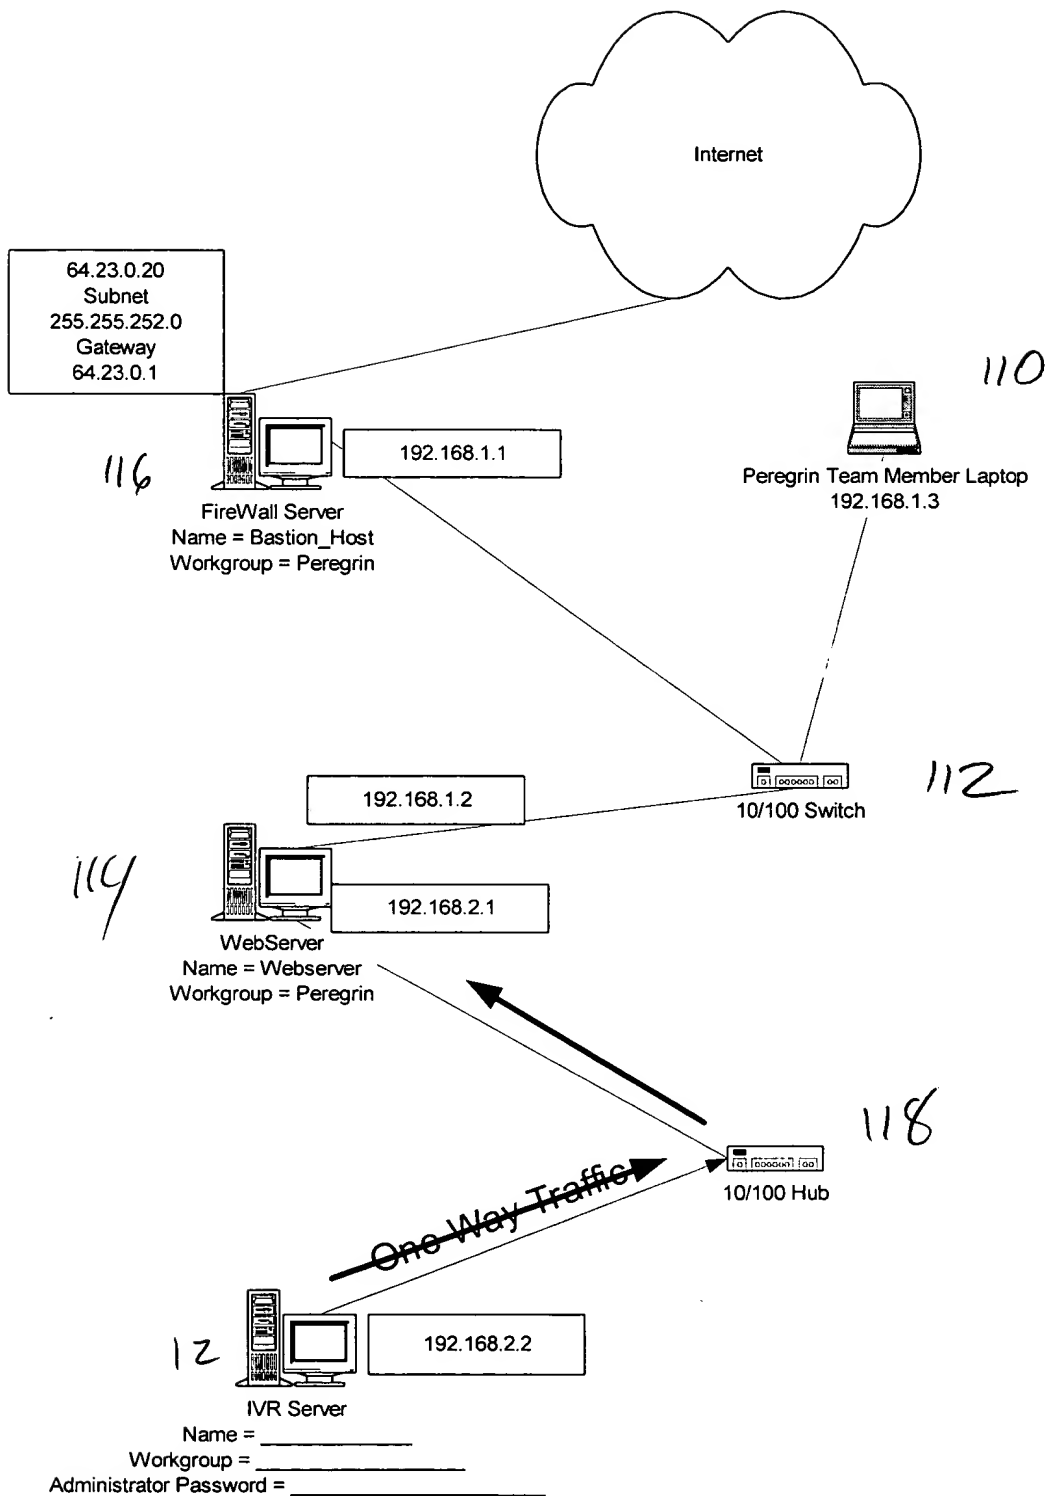 Internet
64.23.0.20
Subnet
255.255.252.0
Gateway
64.23.0.1
110
192.168.1.1
116
Peregrin Team Member Laptop
192.168.1.3
FireWall Server
Name = Bastion_Host
Workgroup = Peregrin
112
192.168.1.2
10/100 Switch
114
192.168.2.1
WebServer
Name = Webserver
Workgroup = Peregrin
118
10/100 Hub
One Way Traffic
12
192.168.2.2
IVR Server
Name = ____________
Workgroup = ________________
Administrator Password = ____________________